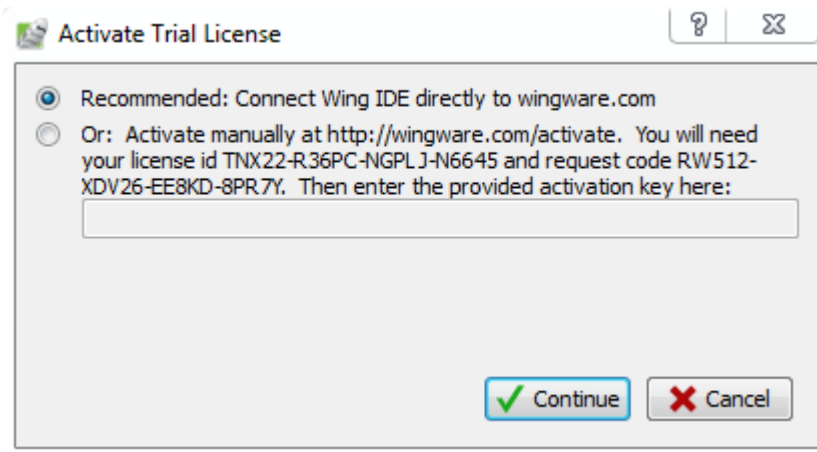 Activate Trial License
Recommended: Connect Wing IDE directly to wingware.com
Or: Activate manually at http://wingware.com/activate. You will need
your license id TNX22-R36PC-NGPLJ-N6645 and request code RW512-
XDV26-EE8KD-8PR7Y. Then enter the provided activation key here:
Continue
Cancel